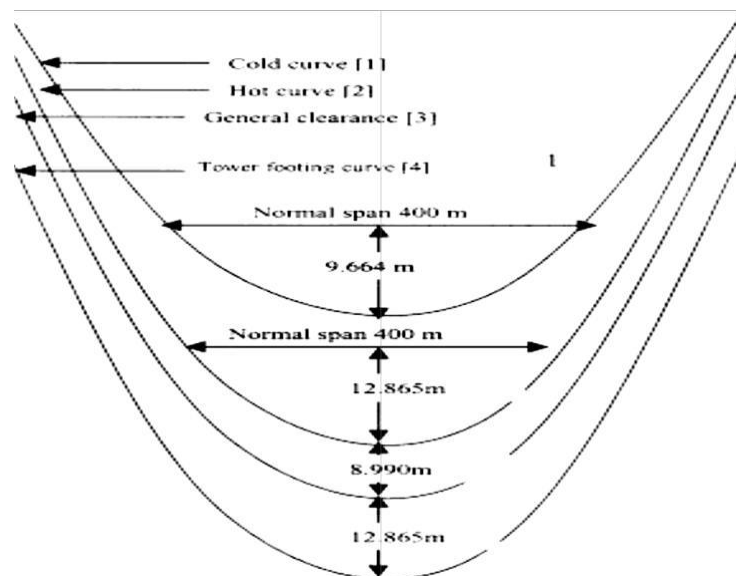 Cold curve [1]
Hot curve [2]
General clearance [3]
Tower footing curve [4]
1
Normal span 400 m
9.664 m
Normal span 400 m
12.865m
8.990m
12.865m